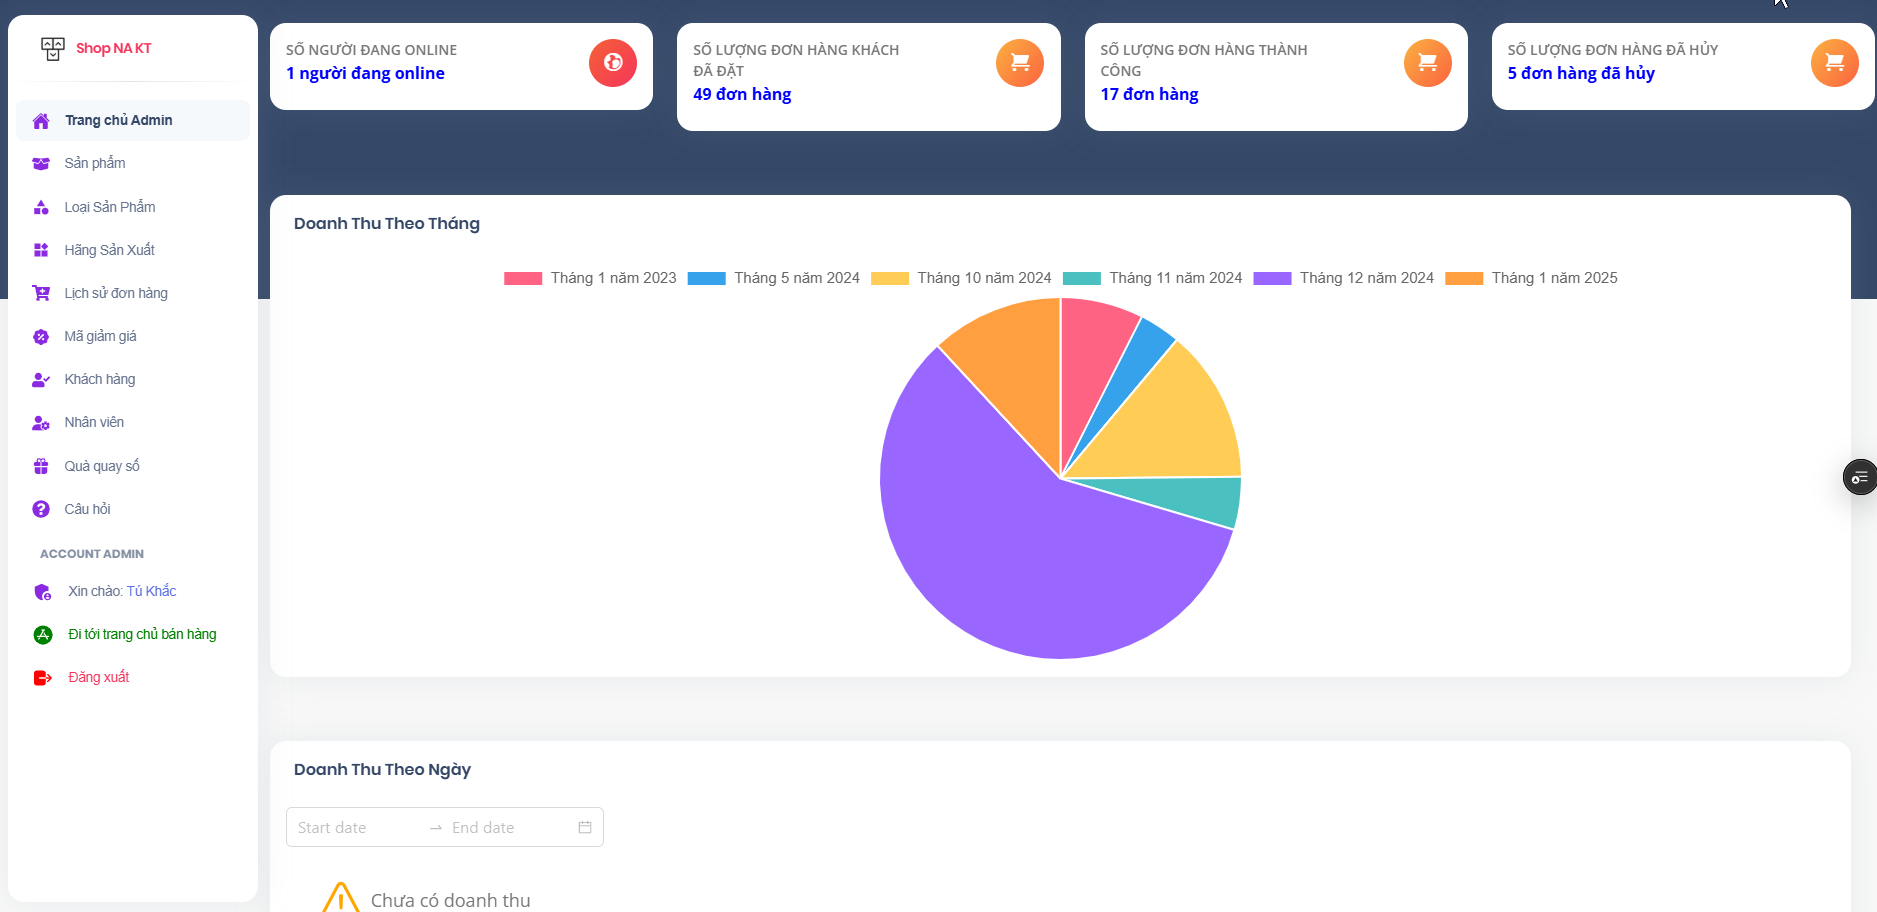 Shop NA KT
Trang chủ Admin
Sản phẩm
Loại Sản Phẩm
Hãng Sản Xuất
Lịch sử đơn hàng
Mã giảm giá
Khách hàng
Nhân viên
Quà quay số
Câu hỏi
ACCOUNT ADMIN
Xin chào: Tú Khắc
Đi tới trang chủ bán hàng
Đăng xuất
SỐ NGƯỜI ĐANG ONLINE
1 người đang online
SỐ LƯỢNG ĐƠN HÀNG KHÁCH
ĐÃ ĐẶT
49 đơn hàng
SỐ LƯỢNG ĐƠN HÀNG THÀNH
CÔNG
17 đơn hàng
SỐ LƯỢNG ĐƠN HÀNG ĐÃ HỦY
5 đơn hàng đã hủy
Doanh Thu Theo Tháng
Tháng 1 năm 2023 Tháng 5 năm 2024 Tháng 10 năm 2024 Tháng 11 năm 2024 Tháng 12 năm 2024 Tháng 1 năm 2025
Doanh Thu Theo Ngày
Start date → End date
Chưa có doanh thu